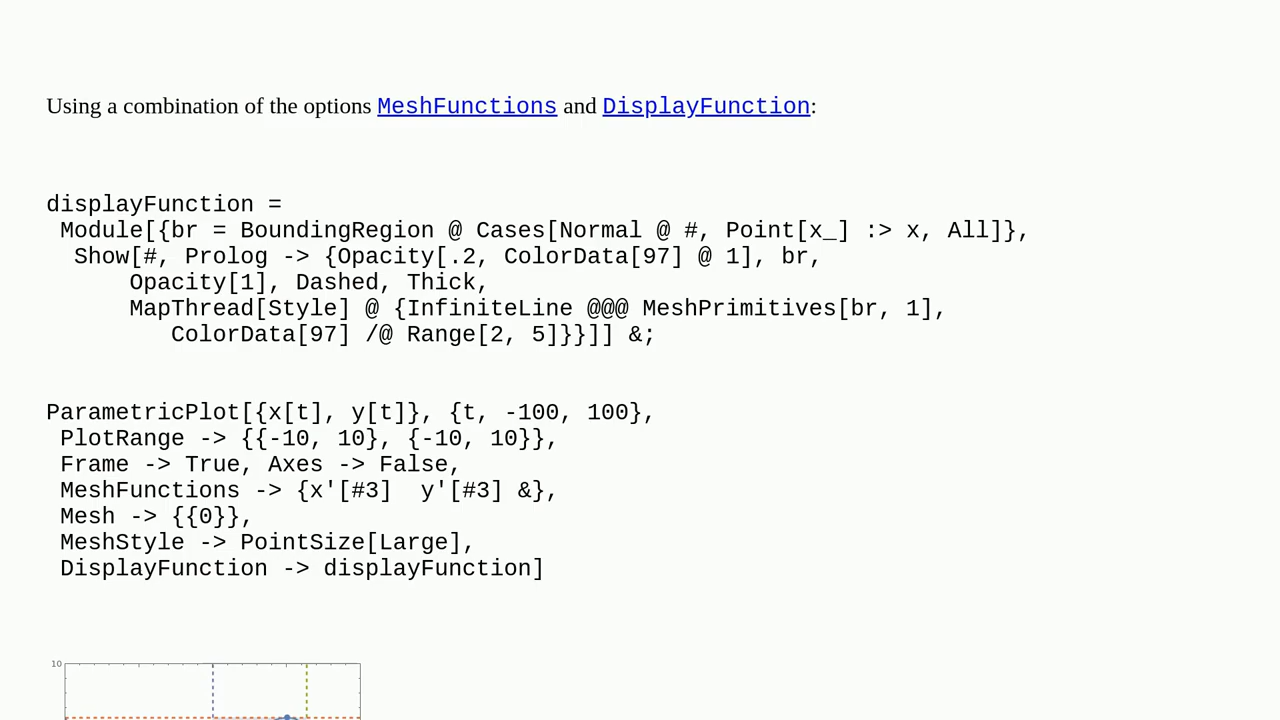 Using a combination of the options MeshFunctions and DisplayFunction:
displayFunction =
Module[{br = BoundingRegion @ Cases[Normal @ #, Point[x_] :> x, All]},
Show[#, Prolog -> {Opacity[.2, ColorData[97] @ 1], br,
Opacity[1], Dashed, Thick,
MapThread[Style] @ {InfiniteLine @@@ MeshPrimitives[br, 1],
ColorData[97] /@ Range[2, 5]}}]] &;
ParametricPlot[{x[t], y[t]}, {t, -100, 100},
PlotRange -> {{-10, 10}, {-10, 10}},
Frame -> True, Axes -> False,
MeshFunctions -> {x'[#3]  y'[#3] &},
Mesh -> {{0}},
MeshStyle -> PointSize[Large],
DisplayFunction -> displayFunction]
10